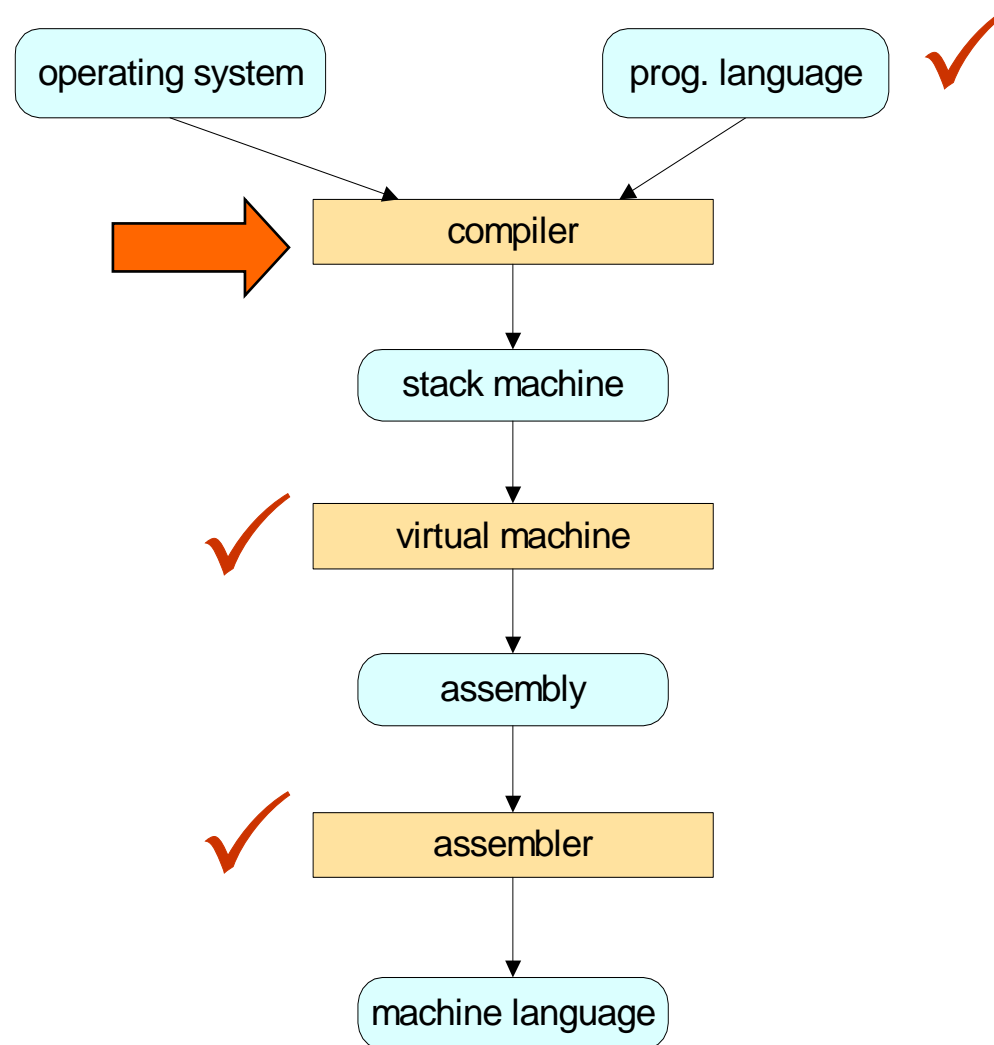 operating system
prog. language
compiler
stack machine
virtual machine
assembly
assembler
machine language